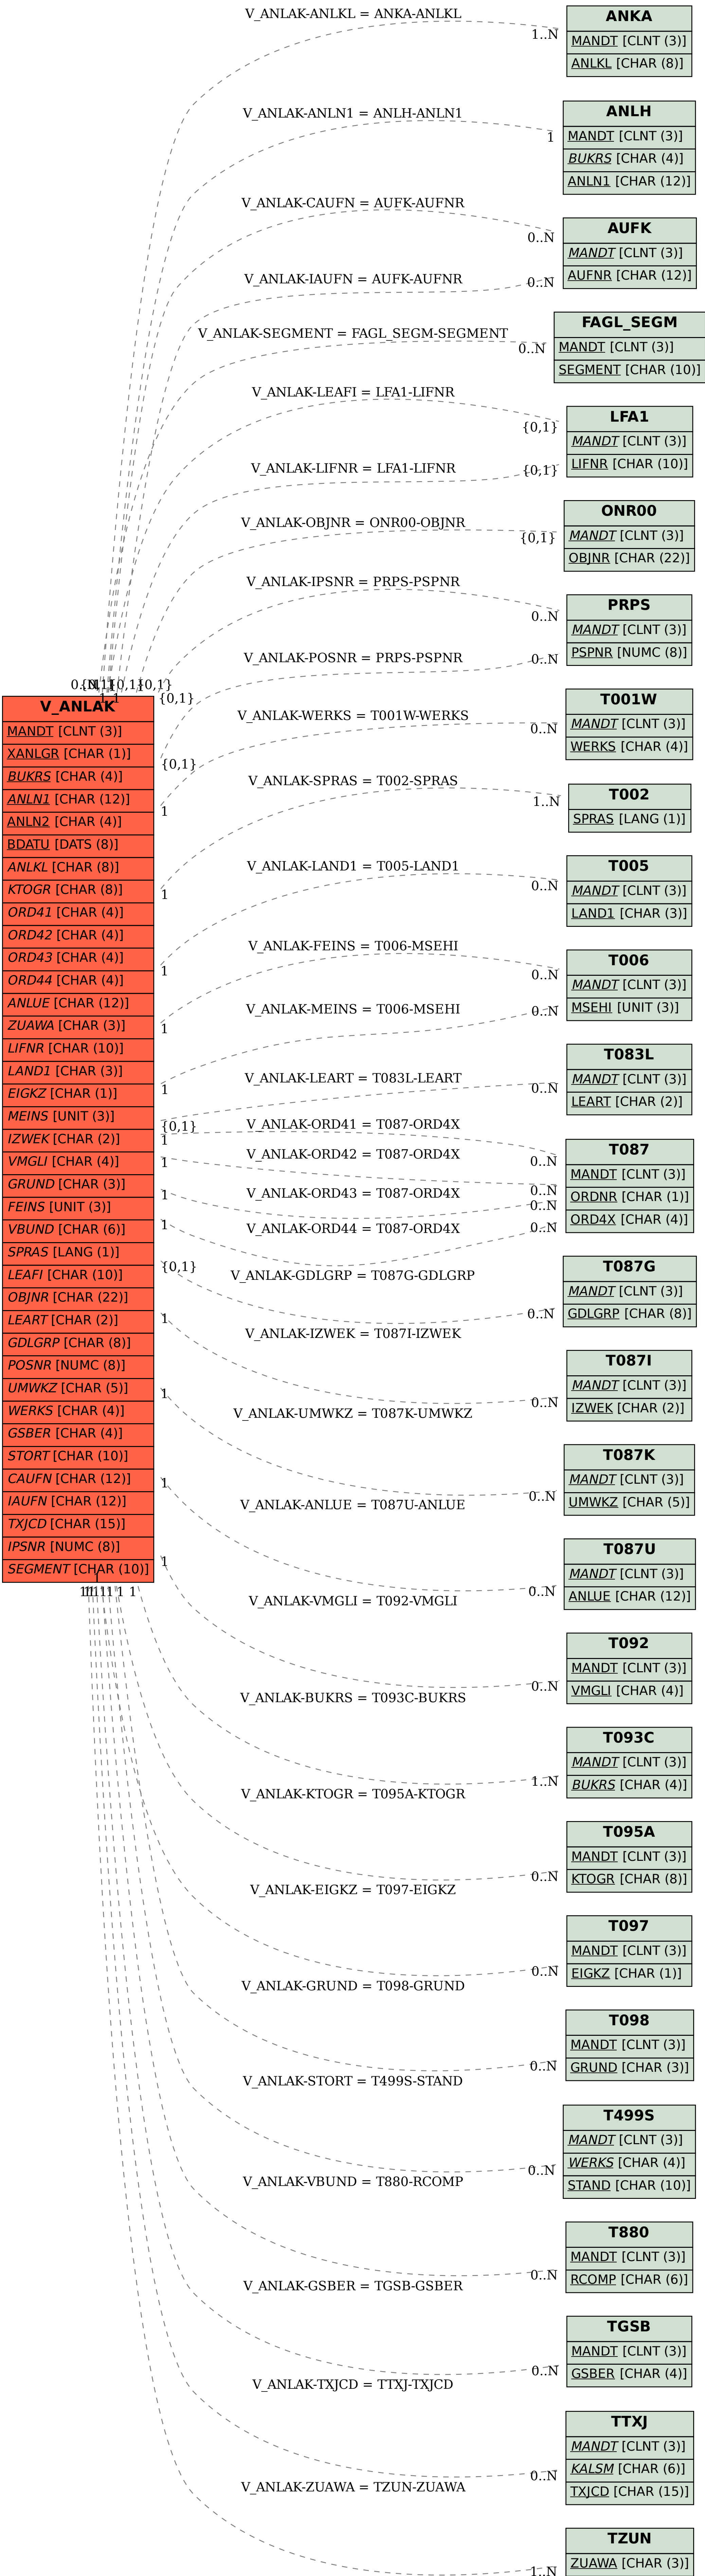 V_ANLAK-ANLKL = ANKA-ANLKL
1..N
ANKA
MANDT [CLNT (3)]
ANLKL [CHAR (8)]
V_ANLAK-ANLN1 = ANLH-ANLN1
1
ANLH
MANDT [CLNT (3)]
BUKRS [CHAR (4)]
ANLN1 [CHAR (12)]
V_ANLAK-CAUFN = AUFK-AUFNR
0..N
V_ANLAK-IAUFN = AUFK-AUFNR
0..N
AUFK
MANDT [CLNT (3)]
AUFNR [CHAR (12)]
V_ANLAK-SEGMENT = FAGL_SEGM-SEGMENT
0..N
FAGL_SEGM
MANDT [CLNT (3)]
SEGMENT [CHAR (10)]
V_ANLAK-LEAFI = LFA1-LIFNR
{0,1}
V_ANLAK-LIFNR = LFA1-LIFNR
{0,1}
LFA1
MANDT [CLNT (3)]
LIFNR [CHAR (10)]
V_ANLAK-OBJNR = ONR00-OBJNR
{0,1}
ONR00
MANDT [CLNT (3)]
OBJNR [CHAR (22)]
V_ANLAK-IPSNR = PRPS-PSPNR
0..N
V_ANLAK-POSNR = PRPS-PSPNR
0..N
PRPS
MANDT [CLNT (3)]
PSPNR [NUMC (8)]
V_ANLAK-WERKS = T001W-WERKS
0..N
T001W
MANDT [CLNT (3)]
WERKS [CHAR (4)]
V_ANLAK-SPRAS = T002-SPRAS
1..N
T002
SPRAS [LANG (1)]
V_ANLAK-LAND1 = T005-LAND1
0..N
T005
MANDT [CLNT (3)]
LAND1 [CHAR (3)]
V_ANLAK-FEINS = T006-MSEHI
0..N
V_ANLAK-MEINS = T006-MSEHI
0..N
T006
MANDT [CLNT (3)]
MSEHI [UNIT (3)]
V_ANLAK-LEART = T083L-LEART
0..N
T083L
MANDT [CLNT (3)]
LEART [CHAR (2)]
V_ANLAK-ORD41 = T087-ORD4X
0..N
V_ANLAK-ORD42 = T087-ORD4X
0..N
V_ANLAK-ORD43 = T087-ORD4X
0..N
V_ANLAK-ORD44 = T087-ORD4X
0..N
T087
MANDT [CLNT (3)]
ORDNR [CHAR (1)]
ORD4X [CHAR (4)]
V_ANLAK-GDLGRP = T087G-GDLGRP
0..N
T087G
MANDT [CLNT (3)]
GDLGRP [CHAR (8)]
V_ANLAK-IZWEK = T087I-IZWEK
0..N
T087I
MANDT [CLNT (3)]
IZWEK [CHAR (2)]
V_ANLAK-UMWKZ = T087K-UMWKZ
0..N
T087K
MANDT [CLNT (3)]
UMWKZ [CHAR (5)]
V_ANLAK-ANLUE = T087U-ANLUE
0..N
T087U
MANDT [CLNT (3)]
ANLUE [CHAR (12)]
V_ANLAK-VMGLI = T092-VMGLI
0..N
T092
MANDT [CLNT (3)]
VMGLI [CHAR (4)]
V_ANLAK-BUKRS = T093C-BUKRS
1..N
T093C
MANDT [CLNT (3)]
BUKRS [CHAR (4)]
V_ANLAK-KTOGR = T095A-KTOGR
0..N
T095A
MANDT [CLNT (3)]
KTOGR [CHAR (8)]
V_ANLAK-EIGKZ = T097-EIGKZ
0..N
T097
MANDT [CLNT (3)]
EIGKZ [CHAR (1)]
V_ANLAK-GRUND = T098-GRUND
0..N
T098
MANDT [CLNT (3)]
GRUND [CHAR (3)]
V_ANLAK-STORT = T499S-STAND
0..N
T499S
MANDT [CLNT (3)]
WERKS [CHAR (4)]
STAND [CHAR (10)]
V_ANLAK-VBUND = T880-RCOMP
0..N
T880
MANDT [CLNT (3)]
RCOMP [CHAR (6)]
V_ANLAK-GSBER = TGSB-GSBER
0..N
TGSB
MANDT [CLNT (3)]
GSBER [CHAR (4)]
V_ANLAK-TXJCD = TTXJ-TXJCD
0..N
TTXJ
MANDT [CLNT (3)]
KALSM [CHAR (6)]
TXJCD [CHAR (15)]
V_ANLAK-ZUAWA = TZUN-ZUAWA
1..N
TZUN
ZUAWA [CHAR (3)]
V_ANLAK
MANDT [CLNT (3)]
XANLGR [CHAR (1)]
BUKRS [CHAR (4)]
ANLN1 [CHAR (12)]
ANLN2 [CHAR (4)]
BDATU [DATS (8)]
ANLKL [CHAR (8)]
KTOGR [CHAR (8)]
ORD41 [CHAR (4)]
ORD42 [CHAR (4)]
ORD43 [CHAR (4)]
ORD44 [CHAR (4)]
ANLUE [CHAR (12)]
ZUAWA [CHAR (3)]
LIFNR [CHAR (10)]
LAND1 [CHAR (3)]
EIGKZ [CHAR (1)]
MEINS [UNIT (3)]
IZWEK [CHAR (2)]
VMGLI [CHAR (4)]
GRUND [CHAR (3)]
FEINS [UNIT (3)]
VBUND [CHAR (6)]
SPRAS [LANG (1)]
LEAFI [CHAR (10)]
OBJNR [CHAR (22)]
LEART [CHAR (2)]
GDLGRP [CHAR (8)]
POSNR [NUMC (8)]
UMWKZ [CHAR (5)]
WERKS [CHAR (4)]
GSBER [CHAR (4)]
STORT [CHAR (10)]
CAUFN [CHAR (12)]
IAUFN [CHAR (12)]
TXJCD [CHAR (15)]
IPSNR [NUMC (8)]
SEGMENT [CHAR (10)]
{0,1}
{0,1}
1
1
1
1
1
{0,1}
1
1
1
1
{0,1}
1
1
1
1